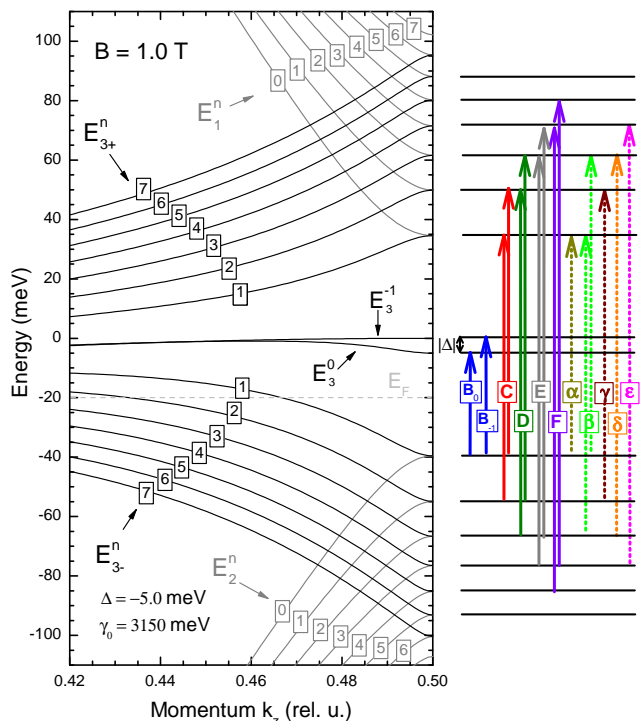 B = 1.0 T
E₁ⁿ
0 1 2 3 4 5 6 7
E₃₊ⁿ
7 6 5 4 3 2 1
E₃⁻¹
E₃⁰
E_F
1 2 3 4 5 6 7
E₃₋ⁿ
E₂ⁿ
0 1 2 3 4 5 6
Δ = −5.0 meV
γ₀ = 3150 meV
100
80
60
40
20
0
-20
-40
-60
-80
-100
Energy (meV)
0.42 0.44 0.46 0.48 0.50
Momentum k_z (rel. u.)
|Δ|
B₀ B₋₁ C D E F α β γ δ ε